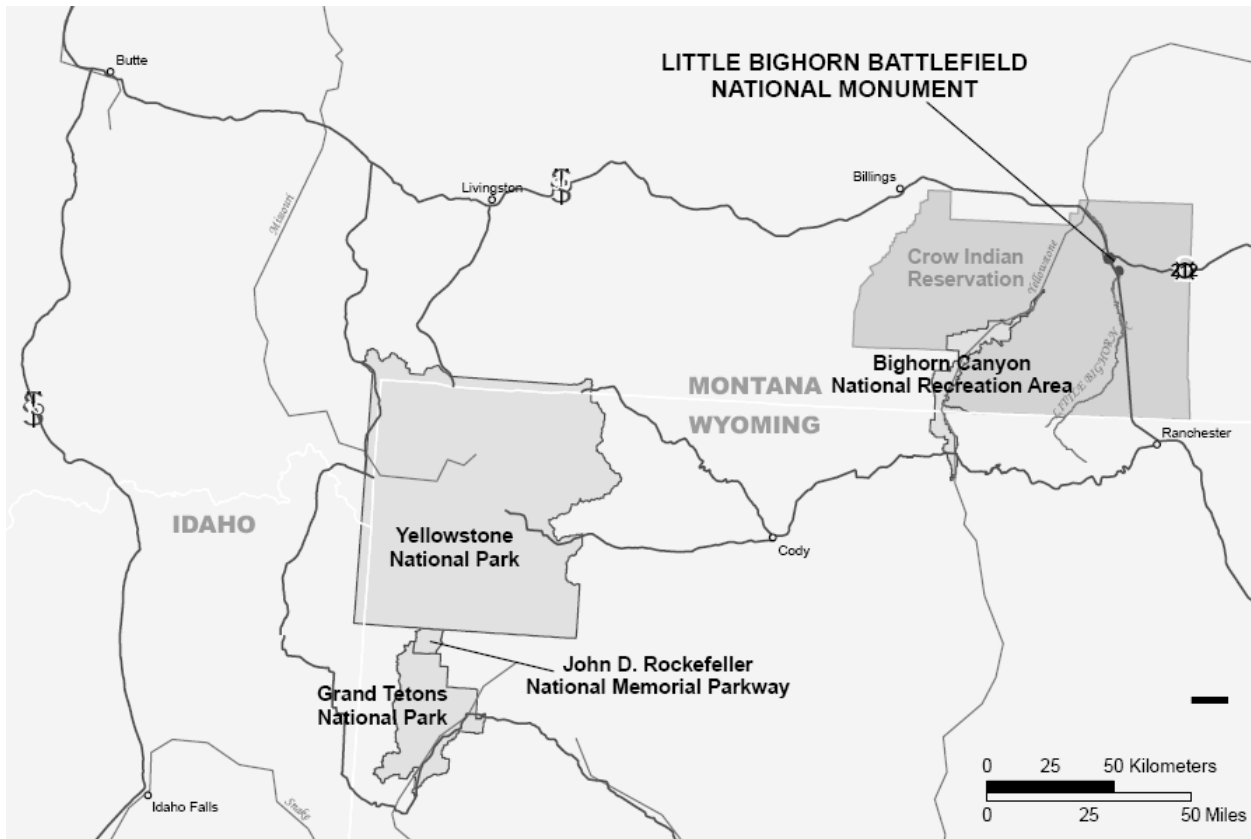 Butte
LITTLE BIGHORN BATTLEFIELD
NATIONAL MONUMENT
Livingston
Billings
Missouri
Crow Indian
Reservation
Yellowstone
212
Bighorn Canyon
National Recreation Area
LITTLE BIGHORN
MONTANA
WYOMING
Ranchester
IDAHO
Yellowstone
National Park
Cody
John D. Rockefeller
National Memorial Parkway
Grand Tetons
National Park
Idaho Falls
Snake
0 25 50 Kilometers
0 25 50 Miles